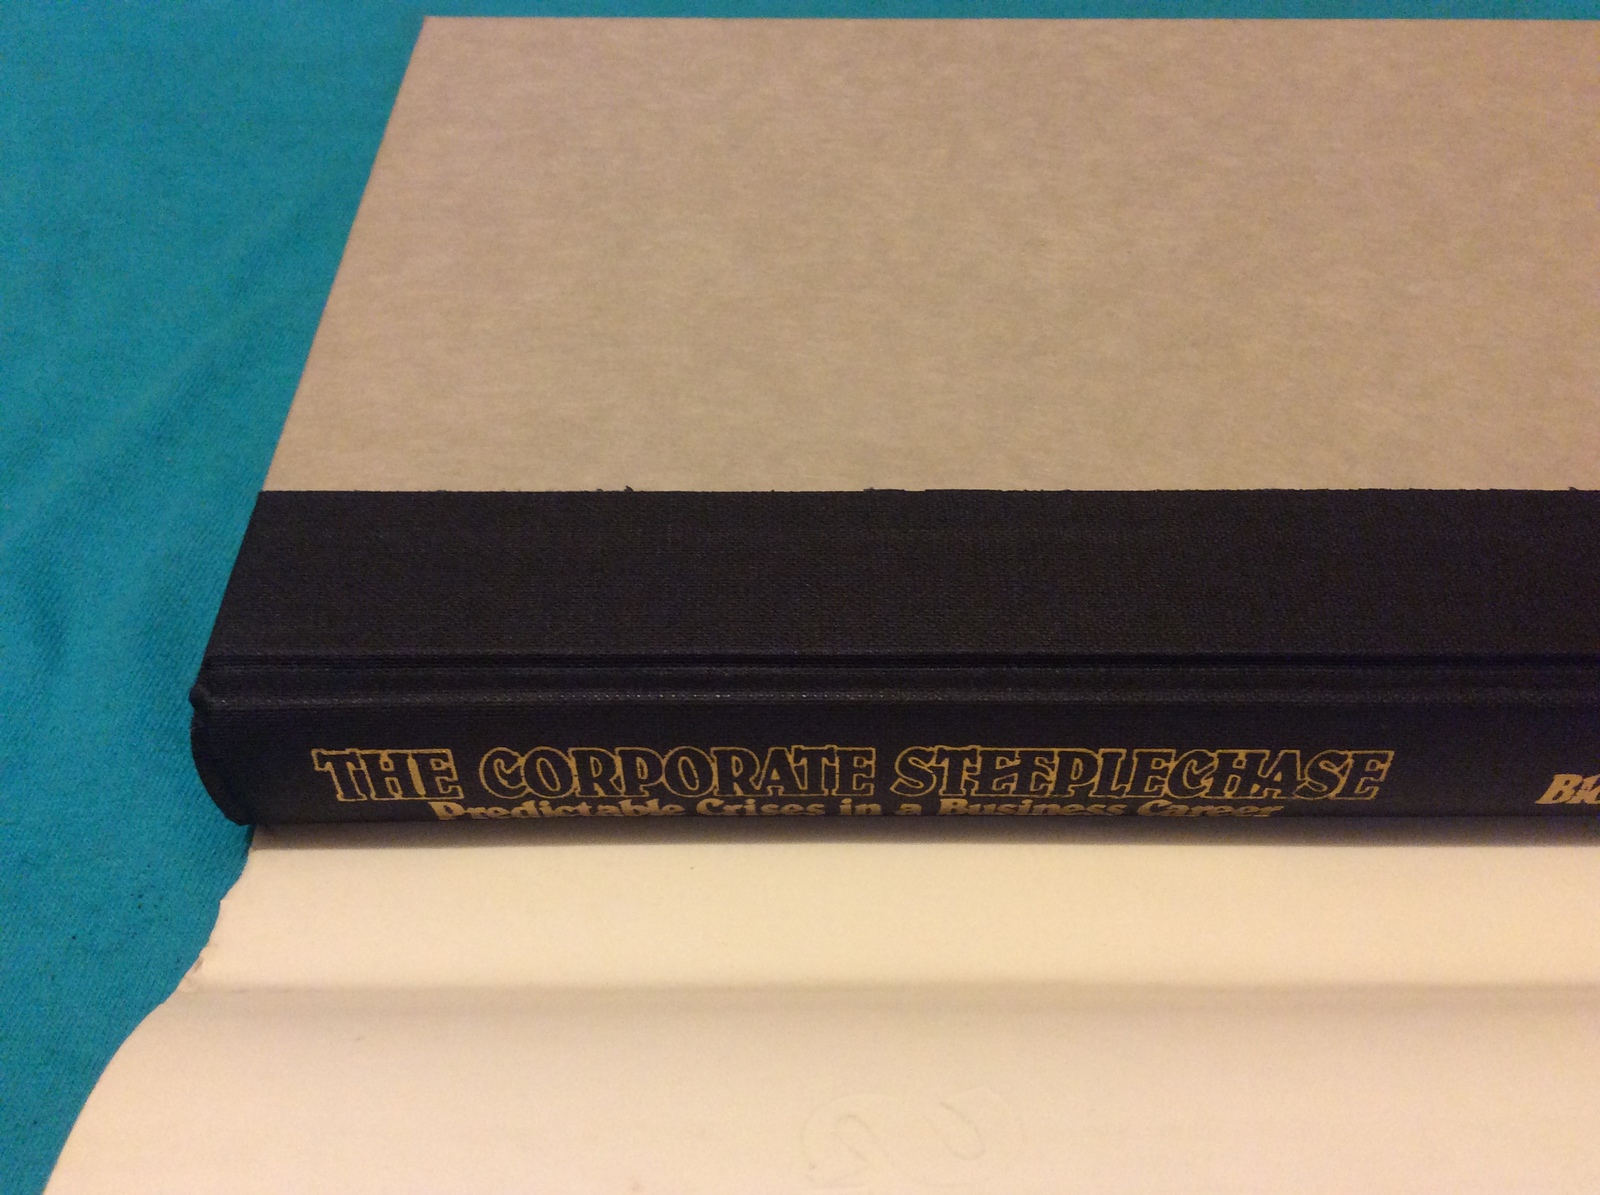 THE CORPORATE STEEPLECHASE
Predictable Crises in a Business Career